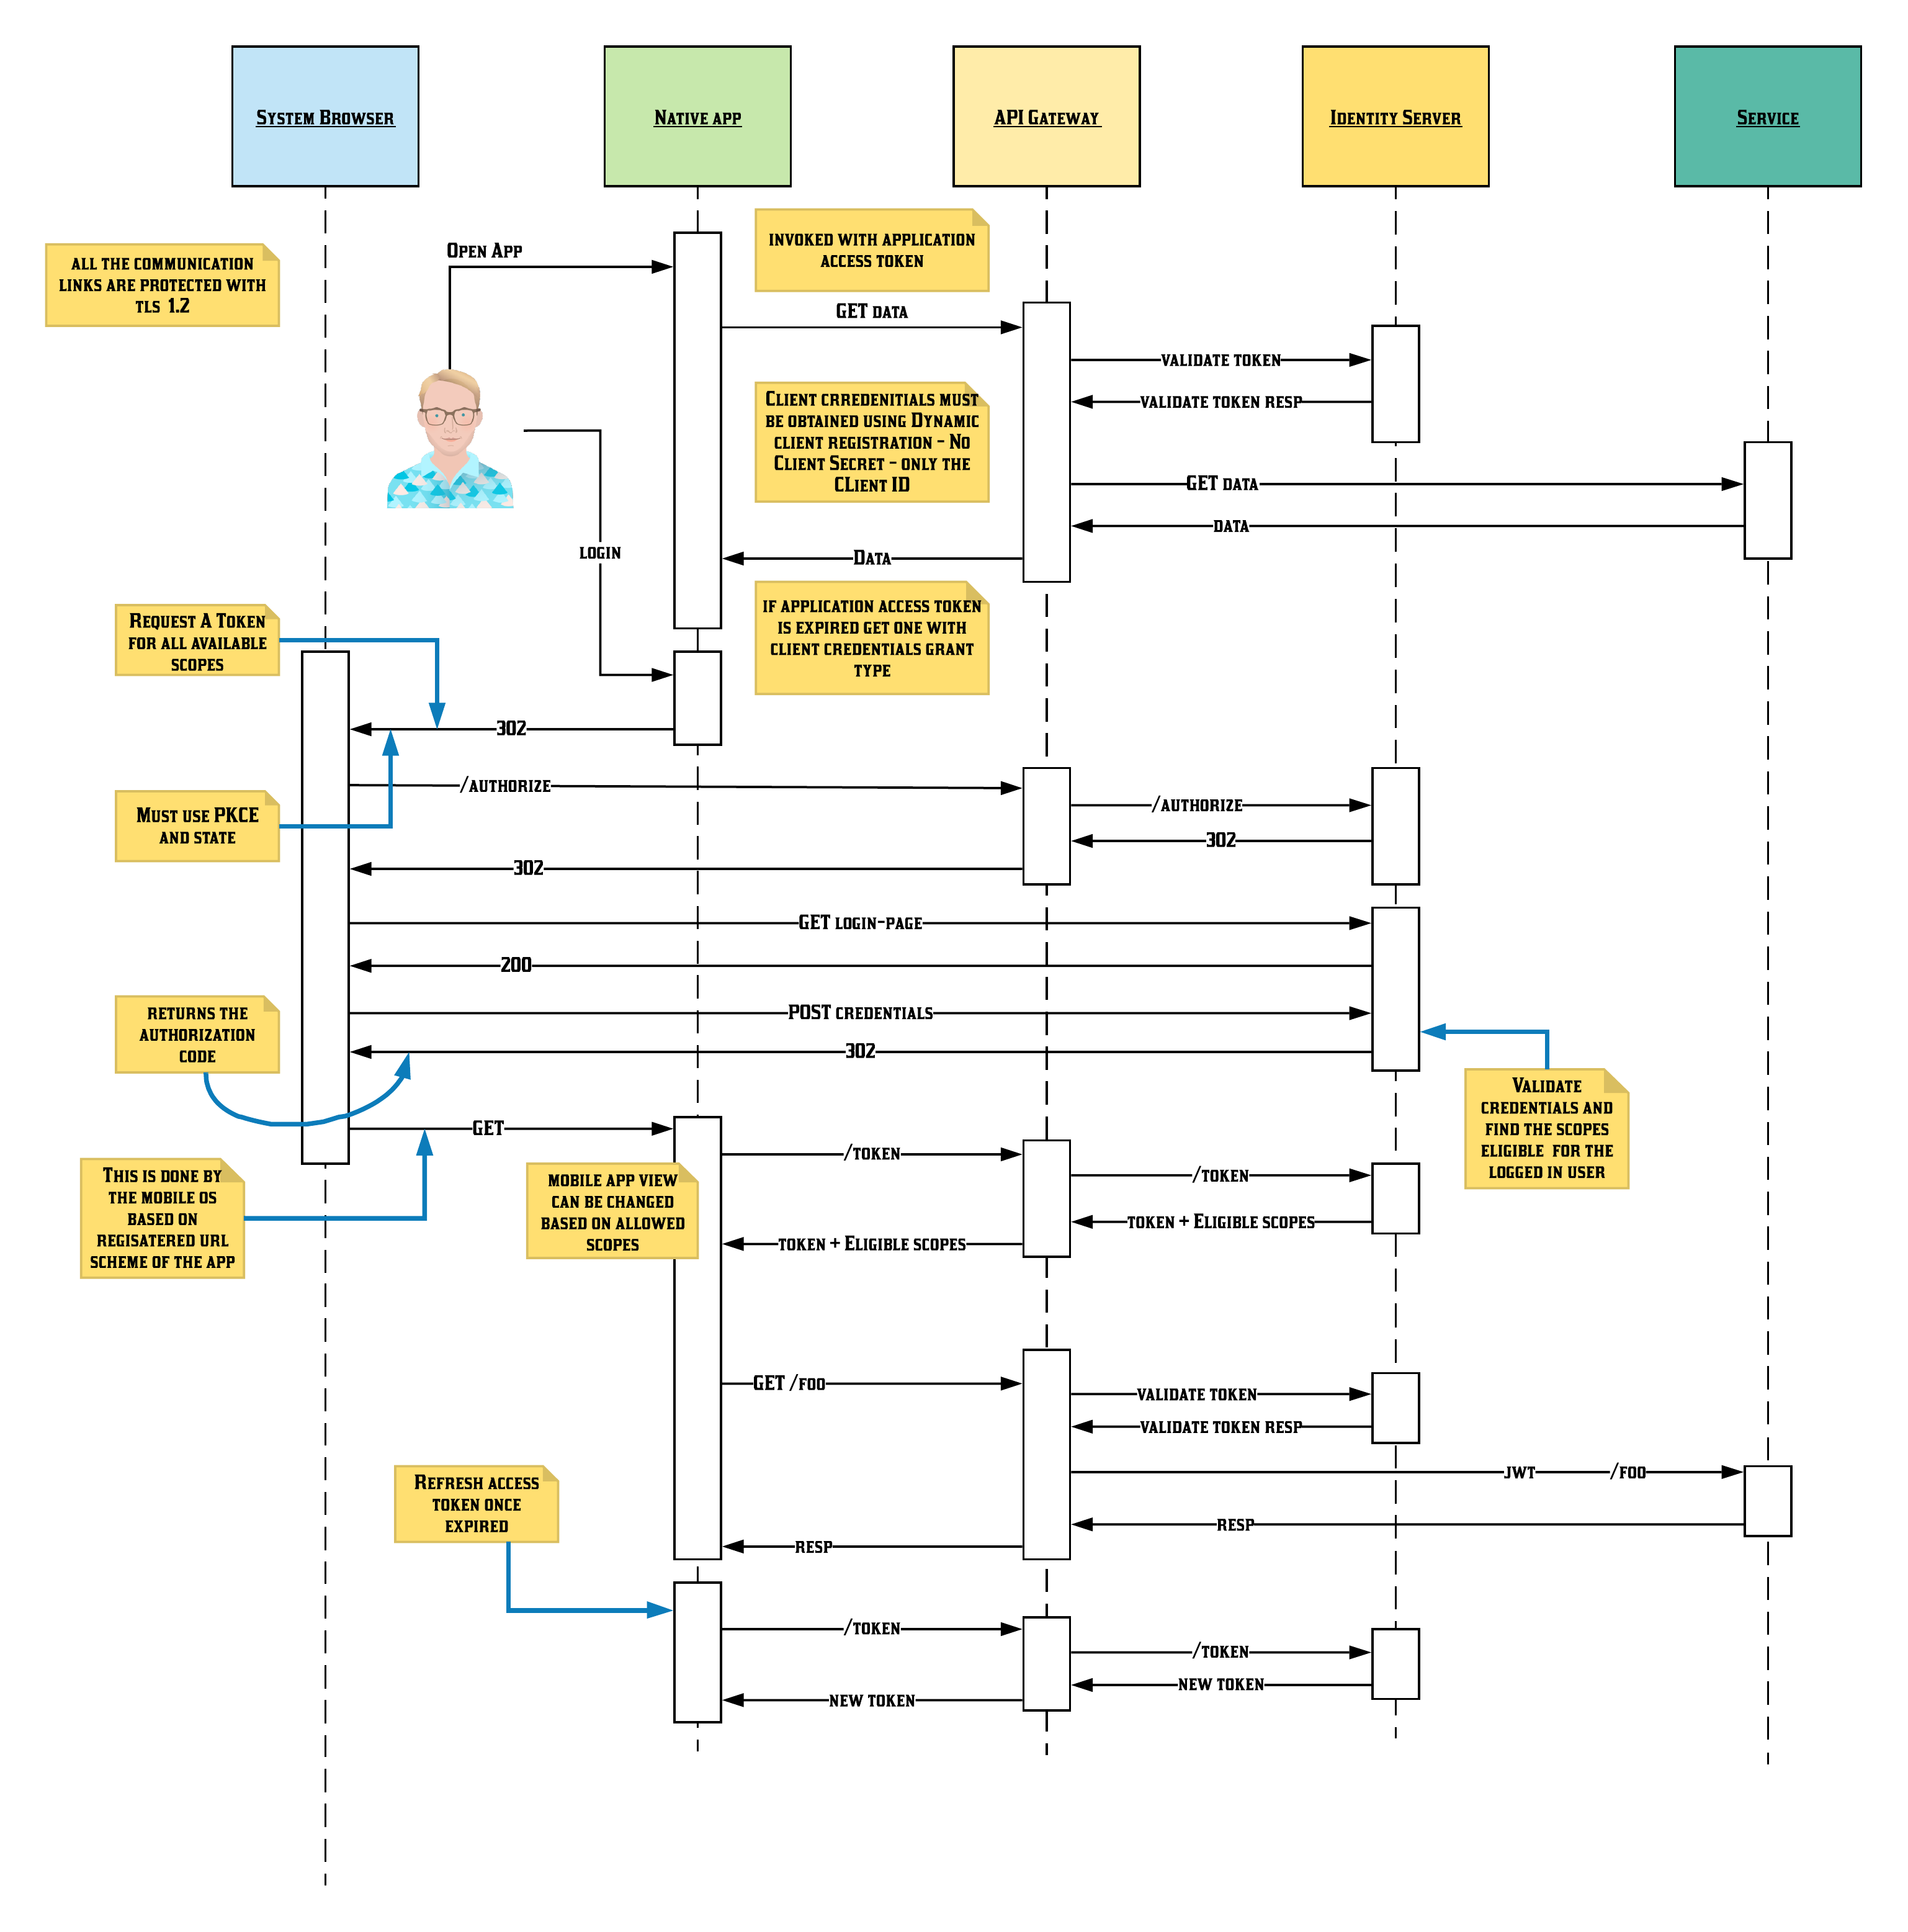 System Browser
Native app
API Gateway
Identity Server
Service
all the communication
links are protected with
tls 1.2
Open App
invoked with application
access token
GET data
validate token
validate token resp
Client crredenitials must
be obtained using Dynamic
client registration - No
Client Secret - only the
CLient ID
GET data
data
login
Data
if application access token
is expired get one with
client credentials grant
type
Request A Token
for all available
scopes
302
/authorize
/authorize
Must use PKCE
and state
302
302
GET login-page
200
returns the
authorization
code
POST credentials
302
Validate
credentials and
find the scopes
eligible for the
logged in user
GET
/token
/token
This is done by
the mobile os
based on
regisatered url
scheme of the app
mobile app view
can be changed
based on allowed
scopes
token + Eligible scopes
token + Eligible scopes
GET /foo
validate token
validate token resp
jwt
/foo
Refresh access
token once
expired
resp
resp
/token
/token
new token
new token